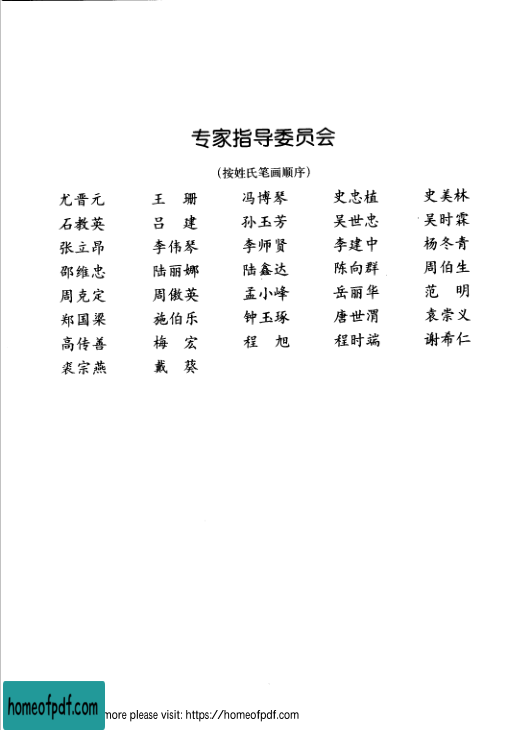 专家指导委员会
(按姓氏笔画顺序)
尤晋元 王 珊 冯博琴 史忠植 史美林
石教英 吕 建 孙玉芳 吴世忠 吴时霖
张立昂 李伟琴 李师贤 李建中 杨冬青
邵维忠 陆丽娜 陆鑫达 陈向群 周伯生
周克定 周傲英 孟小峰 岳丽华 范 明
郑国梁 施伯乐 钟玉琢 唐世渭 袁崇义
高传善 梅 宏 程 旭 程时端 谢希仁
裘宗燕 戴 葵
homeofpdf.com
more please visit: https://homeofpdf.com